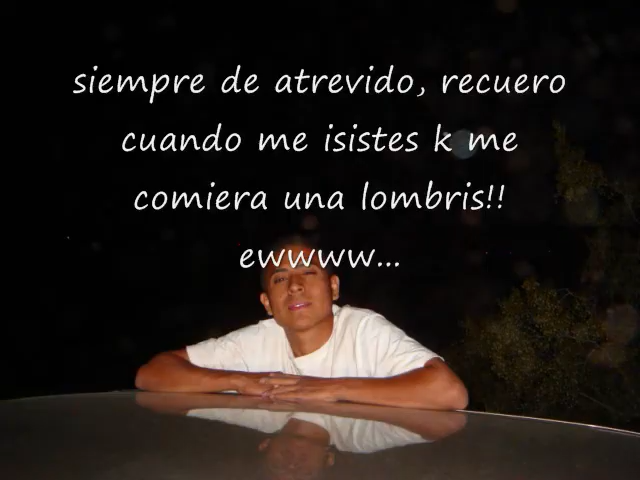 siempre de atrevido, recuero
cuando me isistes k me
comiera una lombris!!
ewwww...